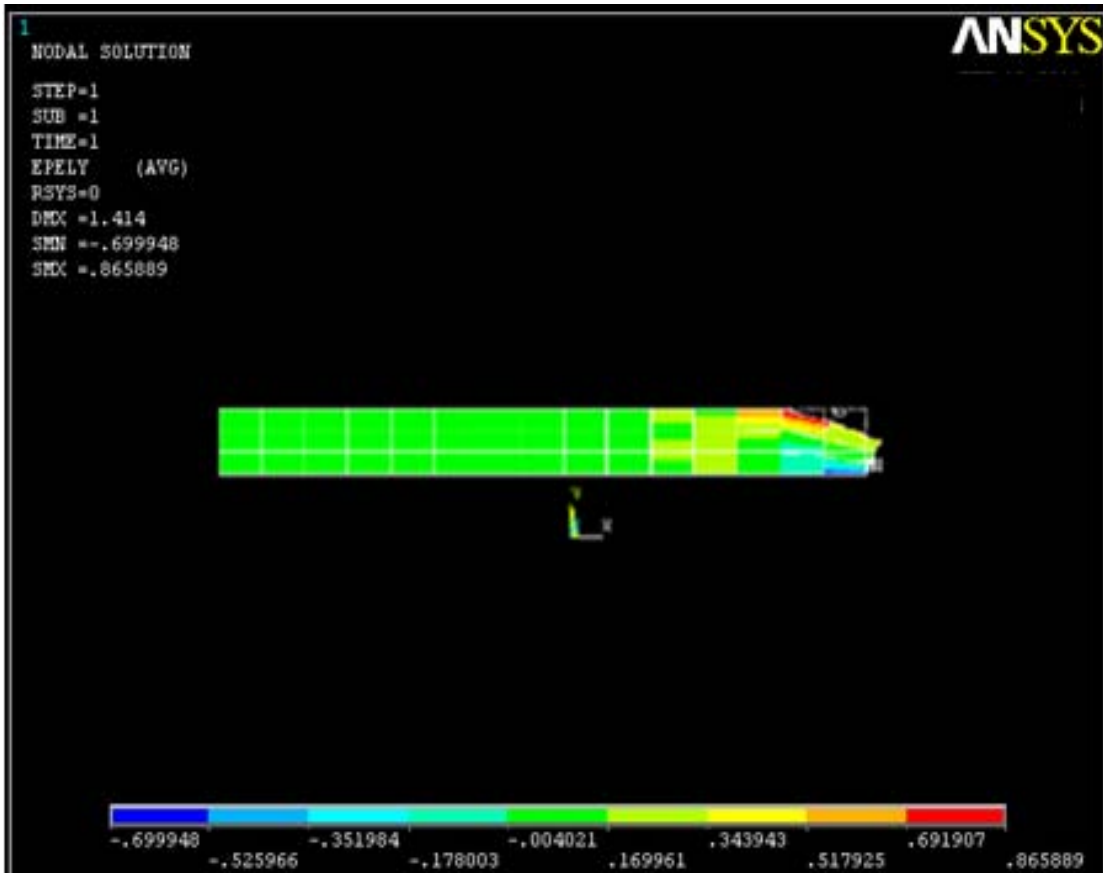 1
NODAL SOLUTION
ANSYS
STEP=1
SUB =1
TIME=1
EPELY (AVG)
RSYS=0
DMX =1.414
SMN =-.699948
SMX =.865889
Y
X
-.699948 -.351984 -.004021 .343943 .691907
-.525966 -.178003 .169961 .517925 .865889